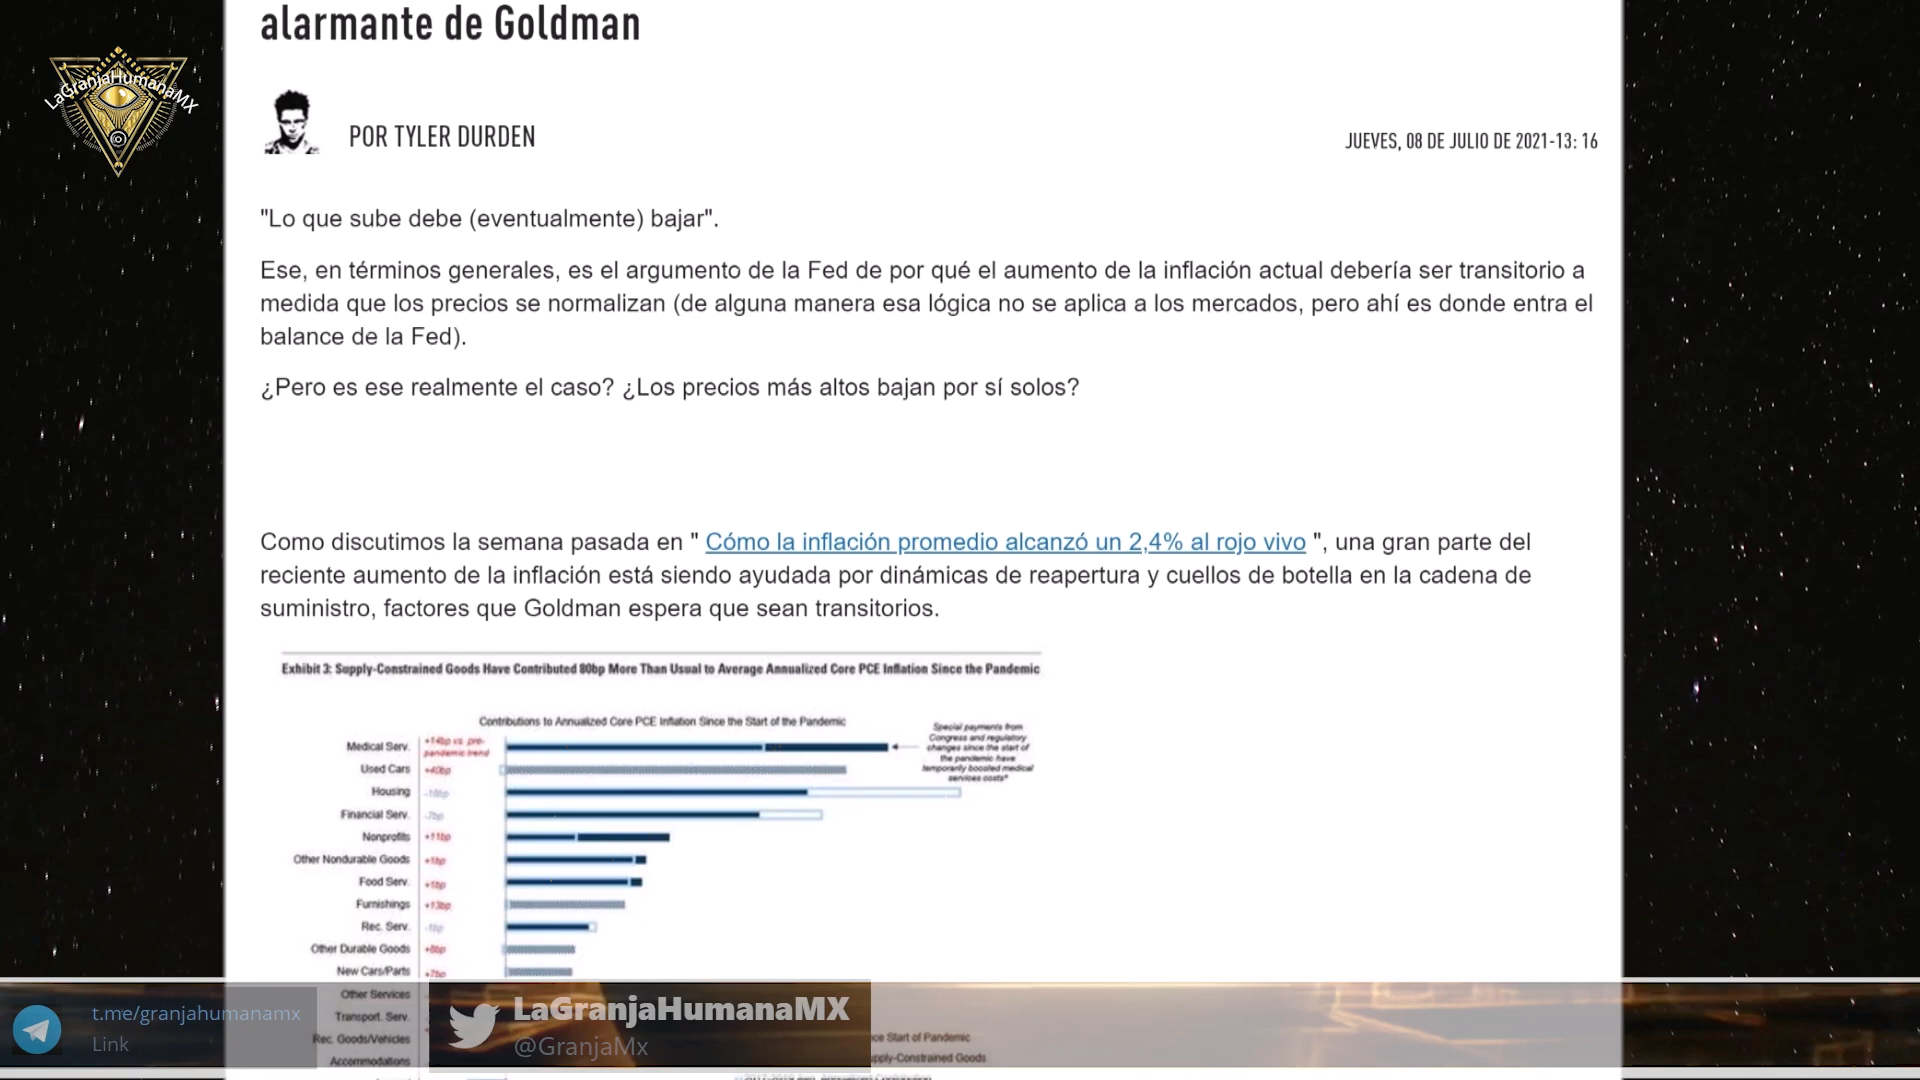 alarmante de Goldman
LaGranjaHumanaMX
POR TYLER DURDEN
JUEVES, 08 DE JULIO DE 2021-13: 16
"Lo que sube debe (eventualmente) bajar".
Ese, en términos generales, es el argumento de la Fed de por qué el aumento de la inflación actual debería ser transitorio a
medida que los precios se normalizan (de alguna manera esa lógica no se aplica a los mercados, pero ahí es donde entra el
balance de la Fed).
¿Pero es ese realmente el caso? ¿Los precios más altos bajan por sí solos?
Como discutimos la semana pasada en " Cómo la inflación promedio alcanzó un 2,4% al rojo vivo ", una gran parte del
reciente aumento de la inflación está siendo ayudada por dinámicas de reapertura y cuellos de botella en la cadena de
suministro, factores que Goldman espera que sean transitorios.
Exhibit 3: Supply-Constrained Goods Have Contributed 80bp More Than Usual to Average Annualized Core PCE Inflation Since the Pandemic
Contributions to Annualized Core PCE Inflation Since the Start of the Pandemic
Special payments from
Congress and regulatory
changes since the start of
the pandemic have
temporarily boosted medical
services costs*
Medical Serv. +14bp vs. pre-
pandemic trend
Used Cars +40bp
Housing
Financial Serv. -7bp
Nonprofits +11bp
Other Nondurable Goods +1bp
Food Serv. +1bp
Furnishings +13bp
Rec. Serv. -1bp
Other Durable Goods +8bp
New Cars/Parts +7bp
Other Services
Transport. Serv.
Rec. Goods/Vehicles
Accommodations
ce Start of Pandemic
pply-Constrained Goods
t.me/granjahumanamx
Link
LaGranjaHumanaMX
@GranjaMx